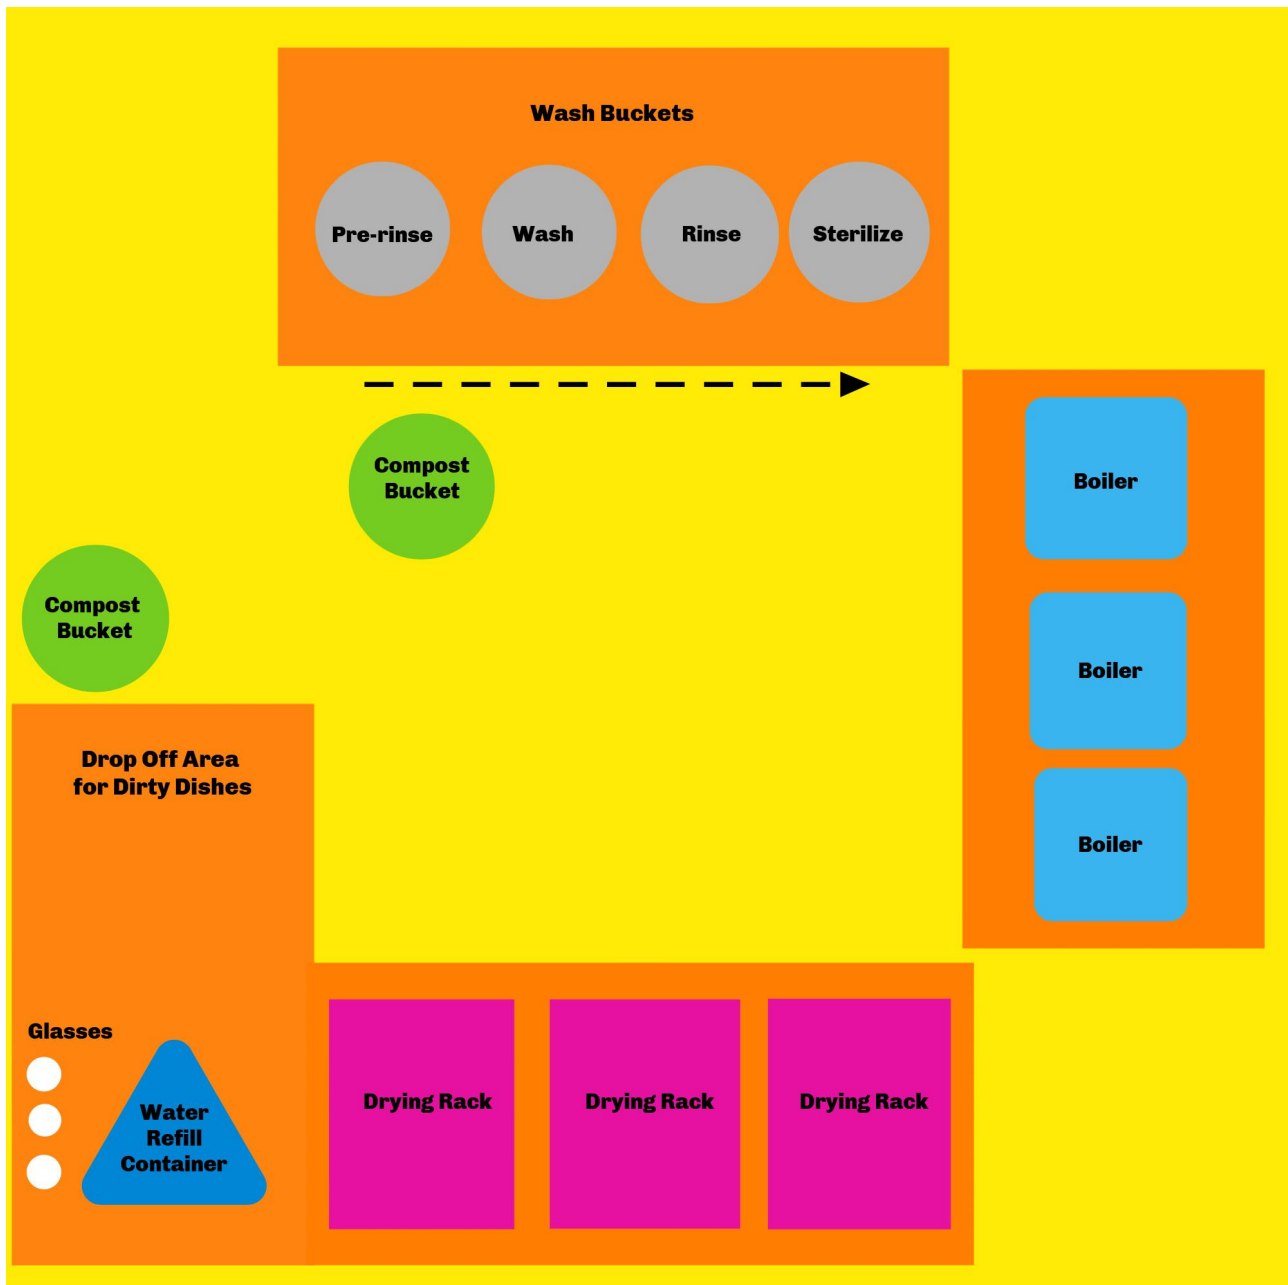 Wash Buckets
Pre-rinse
Wash
Rinse
Sterilize
Compost
Bucket
Boiler
Compost
Bucket
Boiler
Drop Off Area
for Dirty Dishes
Boiler
Glasses
Water
Refill
Container
Drying Rack
Drying Rack
Drying Rack